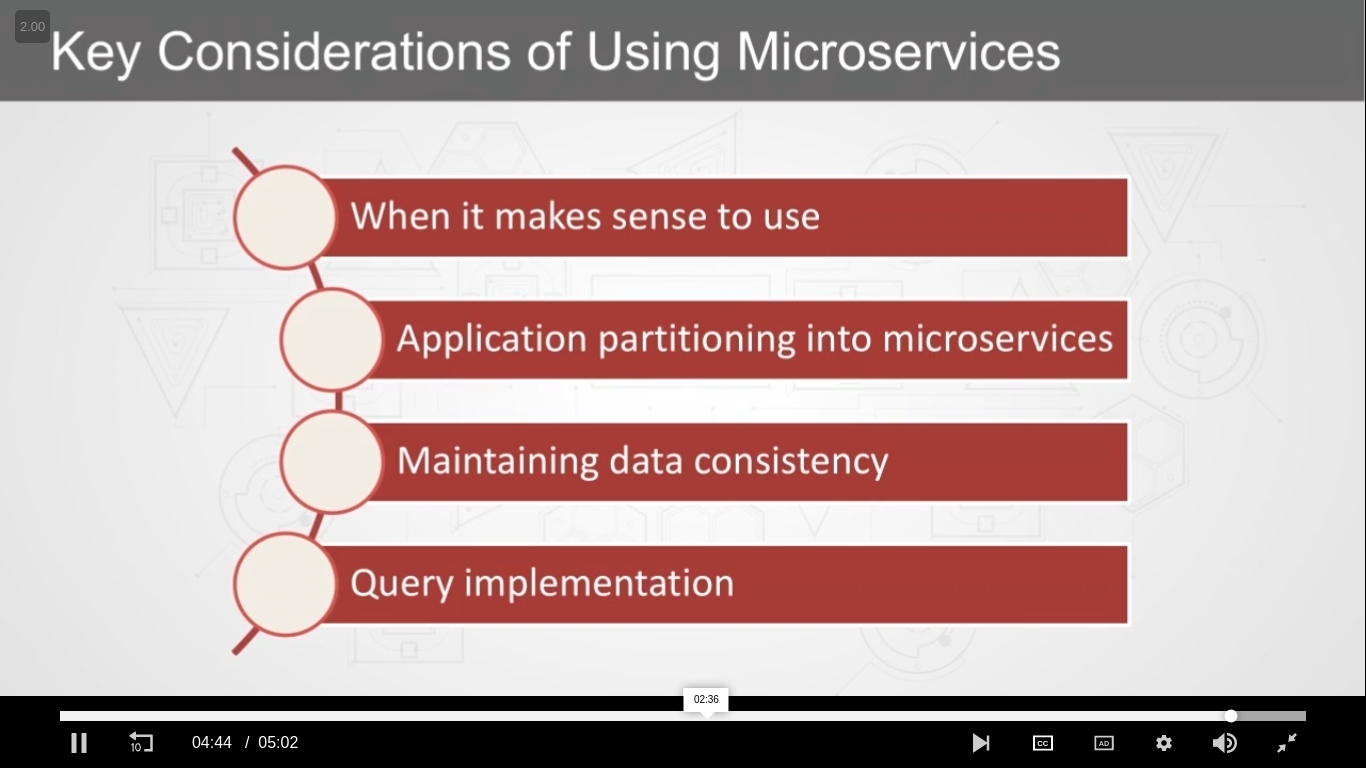 2.00
Key Considerations of Using Microservices
When it makes sense to use
Application partitioning into microservices
Maintaining data consistency
Query implementation
02:36
10
04:44 / 05:02
CC
AD